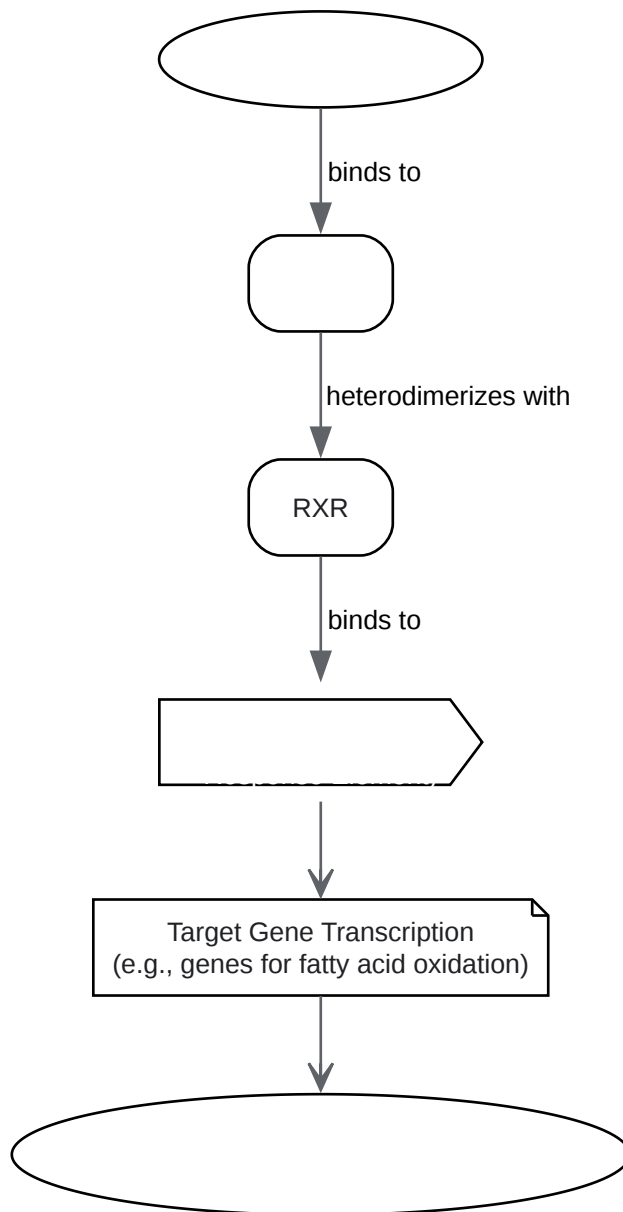 binds to
heterodimerizes with
RXR
binds to
Target Gene Transcription
(e.g., genes for fatty acid oxidation)